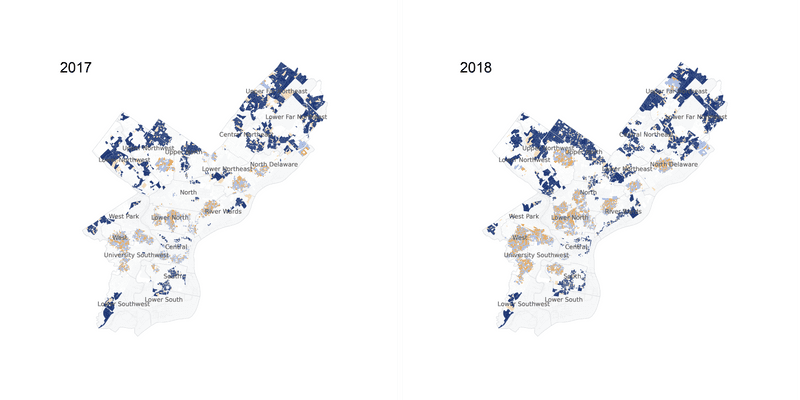 2017
2018
Upper Far Northeast
Lower Far Northeast
Central Northeast
Upper Northwest
Upper North
Lower Northwest
Lower Northeast
North Delaware
North
West Park
Lower North
River Wards
West
Central
University Southwest
South
Lower South
Lower Southwest
Upper Far Northeast
Lower Far Northeast
Central Northeast
Upper Northwest
Upper North
Lower Northwest
Lower Northeast
North Delaware
North
West Park
Lower North
River Wards
West
Central
University Southwest
South
Lower South
Lower Southwest